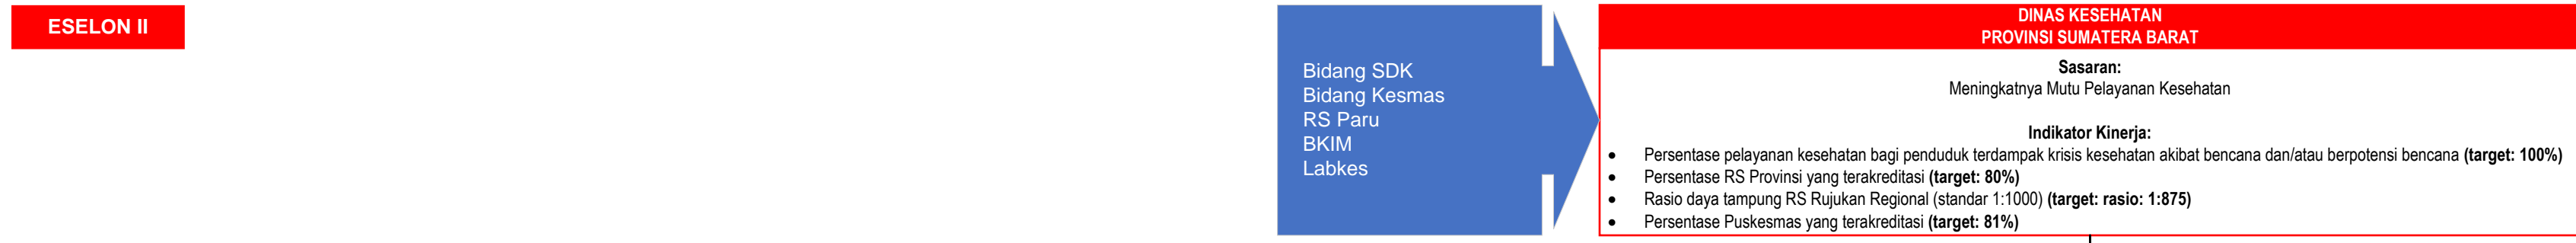 ESELON II
Bidang SDK
Bidang Kesmas
RS Paru
BKIM
Labkes
DINAS KESEHATAN
PROVINSI SUMATERA BARAT
Sasaran:
Meningkatnya Mutu Pelayanan Kesehatan
Indikator Kinerja:
• Persentase pelayanan kesehatan bagi penduduk terdampak krisis kesehatan akibat bencana dan/atau berpotensi bencana (target: 100%)
• Persentase RS Provinsi yang terakreditasi (target: 80%)
• Rasio daya tampung RS Rujukan Regional (standar 1:1000) (target: rasio: 1:875)
• Persentase Puskesmas yang terakreditasi (target: 81%)